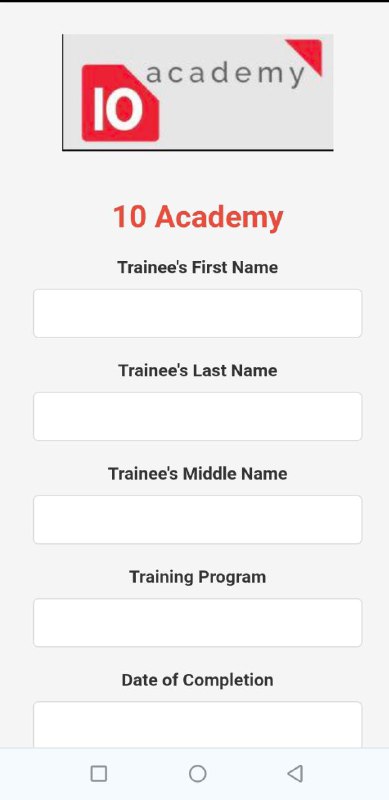 10 academy
10 Academy
Trainee's First Name
Trainee's Last Name
Trainee's Middle Name
Training Program
Date of Completion